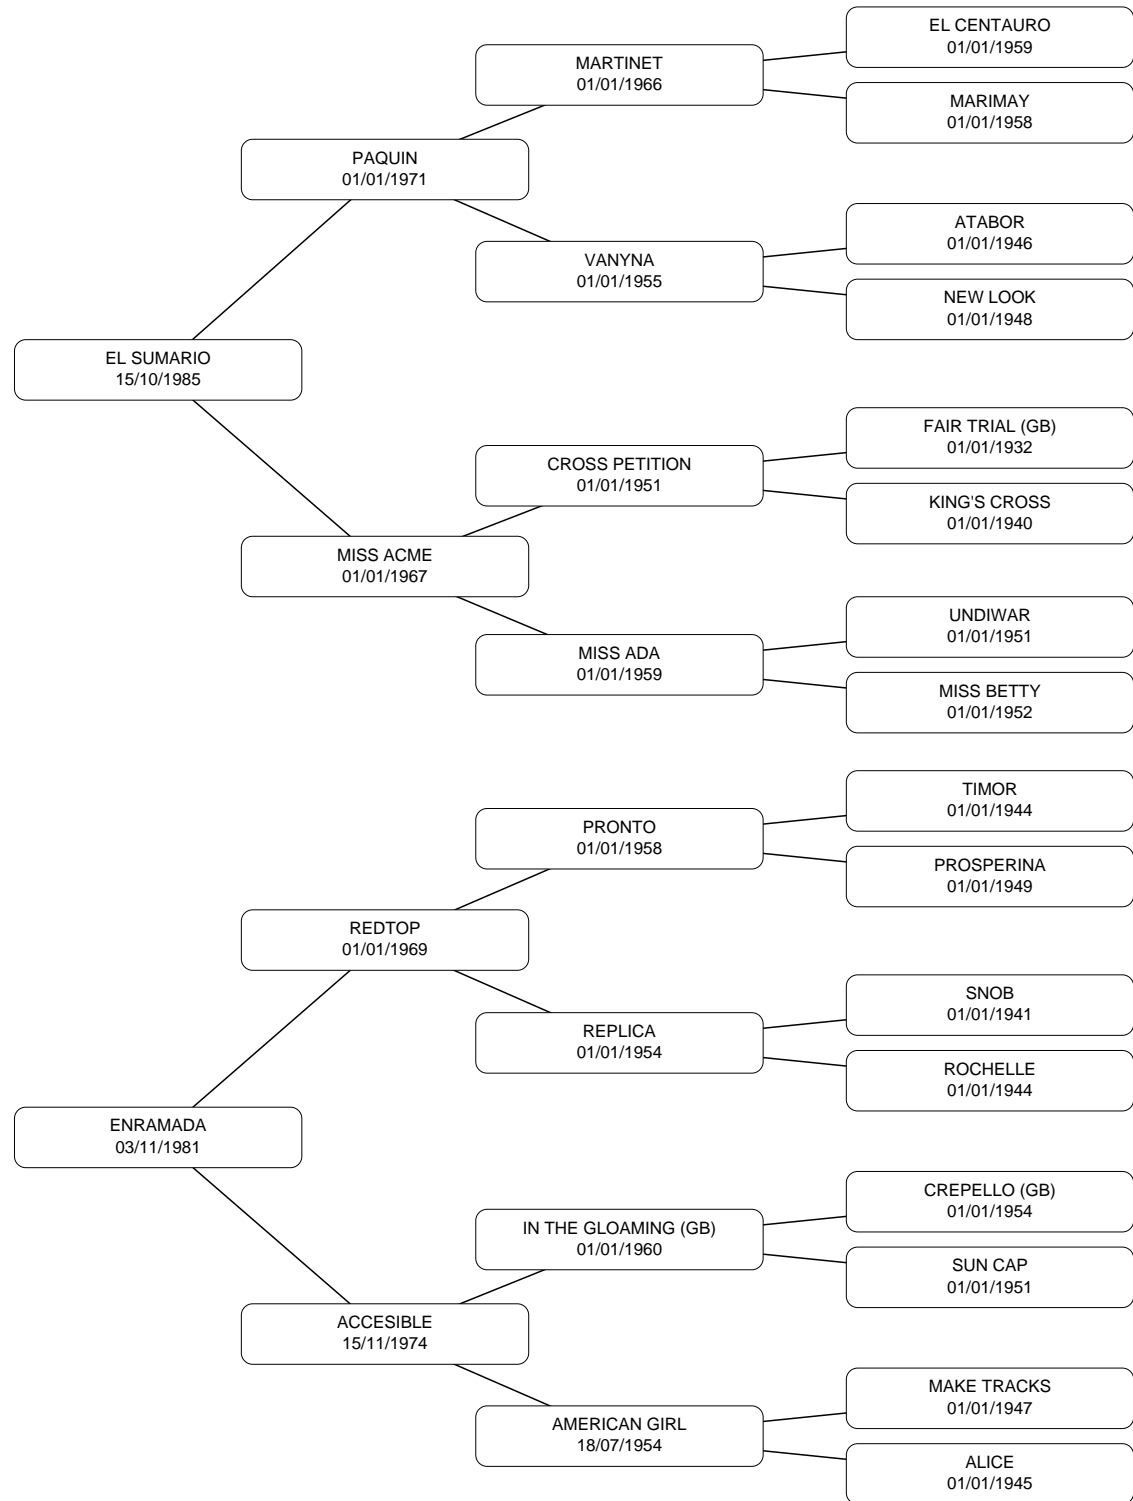 EL CENTAURO
01/01/1959
MARTINET
01/01/1966
MARIMAY
01/01/1958
PAQUIN
01/01/1971
ATABOR
01/01/1946
VANYNA
01/01/1955
NEW LOOK
01/01/1948
EL SUMARIO
15/10/1985
FAIR TRIAL (GB)
01/01/1932
CROSS PETITION
01/01/1951
KING'S CROSS
01/01/1940
MISS ACME
01/01/1967
UNDIWAR
01/01/1951
MISS ADA
01/01/1959
MISS BETTY
01/01/1952
TIMOR
01/01/1944
PRONTO
01/01/1958
PROSPERINA
01/01/1949
REDTOP
01/01/1969
SNOB
01/01/1941
REPLICA
01/01/1954
ROCHELLE
01/01/1944
ENRAMADA
03/11/1981
CREPELLO (GB)
01/01/1954
IN THE GLOAMING (GB)
01/01/1960
SUN CAP
01/01/1951
ACCESIBLE
15/11/1974
MAKE TRACKS
01/01/1947
AMERICAN GIRL
18/07/1954
ALICE
01/01/1945